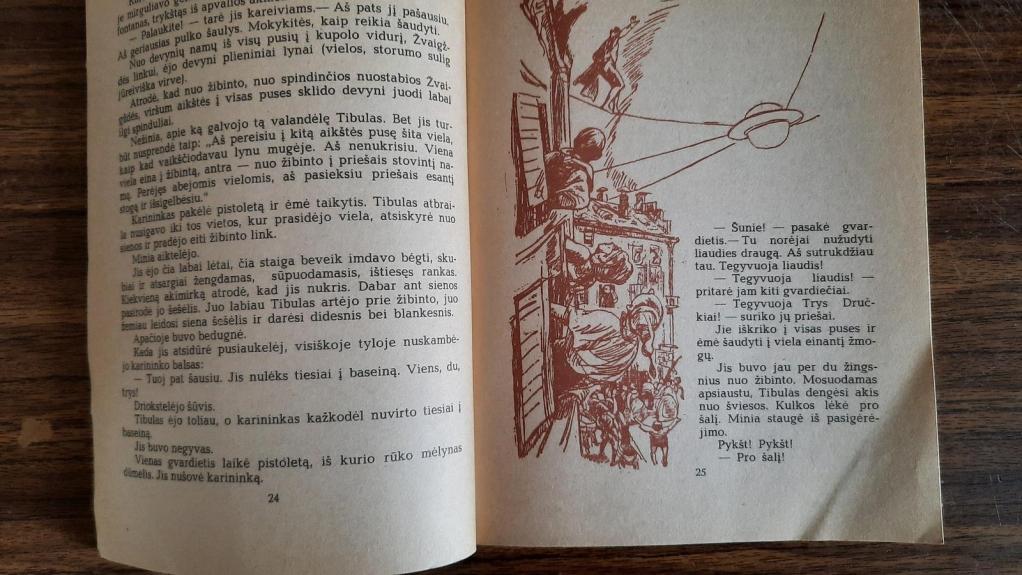 je mirguliavo
fontanas, trykštąs iš apvalios
— Palaukite! — tarė jis kareiviams.— Aš pats jį pašausiu.
Aš geriausias pulko šaulys. Mokykitės, kaip reikia šaudyti.
Nuo devynių namų iš visų pusių į kupolo vidurį, Žvaigž-
dės linkui, ėjo devyni plieniniai lynai (vielos, storumo sulig
jūreiviška virve).
Atrodė, kad nuo žibinto, nuo spindinčios nuostabios Žvai-
gždės, viršum aikštės į visas puses sklido devyni juodi labai
ilgi spinduliai.
Nežinia, apie ką galvojo tą valandėlę Tibulas. Bet jis tur-
būt nusprendė taip: „Aš pereisiu į kitą aikštės pusę šita viela,
kaip kad vaikščiodavau lynu mugėje. Aš nenukrisiu. Viena
viela eina į žibintą, antra — nuo žibinto į priešais stovintį na-
mą. Perėjęs abejomis vielomis, aš pasieksiu priešais esantį
stogą ir išsigelbėsiu."
Karininkas pakėlė pistoletą ir ėmė taikytis. Tibulas atbrai-
la nusigavo iki tos vietos, kur prasidėjo viela, atsiskyrė nuo
sienos ir pradėjo eiti žibinto link.
Minia aiktelėjo.
Jis ėjo čia labai lėtai, čia staiga beveik imdavo bėgti, sku-
biai ir atsargiai žengdamas, sūpuodamasis, ištiesęs rankas.
Kiekvieną akimirką atrodė, kad jis nukris. Dabar ant sienos
pasirodė jo šešėlis. Juo labiau Tibulas artėjo prie žibinto, juo
žemiau leidosi siena šešėlis ir darėsi didesnis bei blankesnis.
Apačioje buvo bedugnė.
Kada jis atsidūrė pusiaukelėj, visiškoje tyloje nuskambė-
jo karininko balsas:
— Tuoj pat šausiu. Jis nulėks tiesiai į baseiną. Viens, du,
trys!
Driokstelėjo šūvis.
Tibulas ėjo toliau, o karininkas kažkodėl nuvirto tiesiai į
baseiną.
Jis buvo negyvas.
Vienas gvardietis laikė pistoletą, iš kurio rūko mėlynas
dūmelis. Jis nušovė karininką.
24
— Šunie! — pasakė gvar-
dietis.— Tu norėjai nužudyti
liaudies draugą. Aš sutrukdžiau
tau. Tegyvuoja liaudis!
— Tegyvuoja liaudis! —
pritarė jam kiti gvardiečiai.
— Tegyvuoja Trys Druč-
kiai! — suriko jų priešai.
Jie iškriko į visas puses ir
ėmė šaudyti į viela einantį žmo-
gų.
Jis buvo jau per du žings-
nius nuo žibinto. Mosuodamas
apsiaustu, Tibulas dengėsi akis
nuo šviesos. Kulkos lėkė pro
šalį. Minia staugė iš pasigėrė-
jimo.
Pykšt! Pykšt!
— Pro šalį!
25